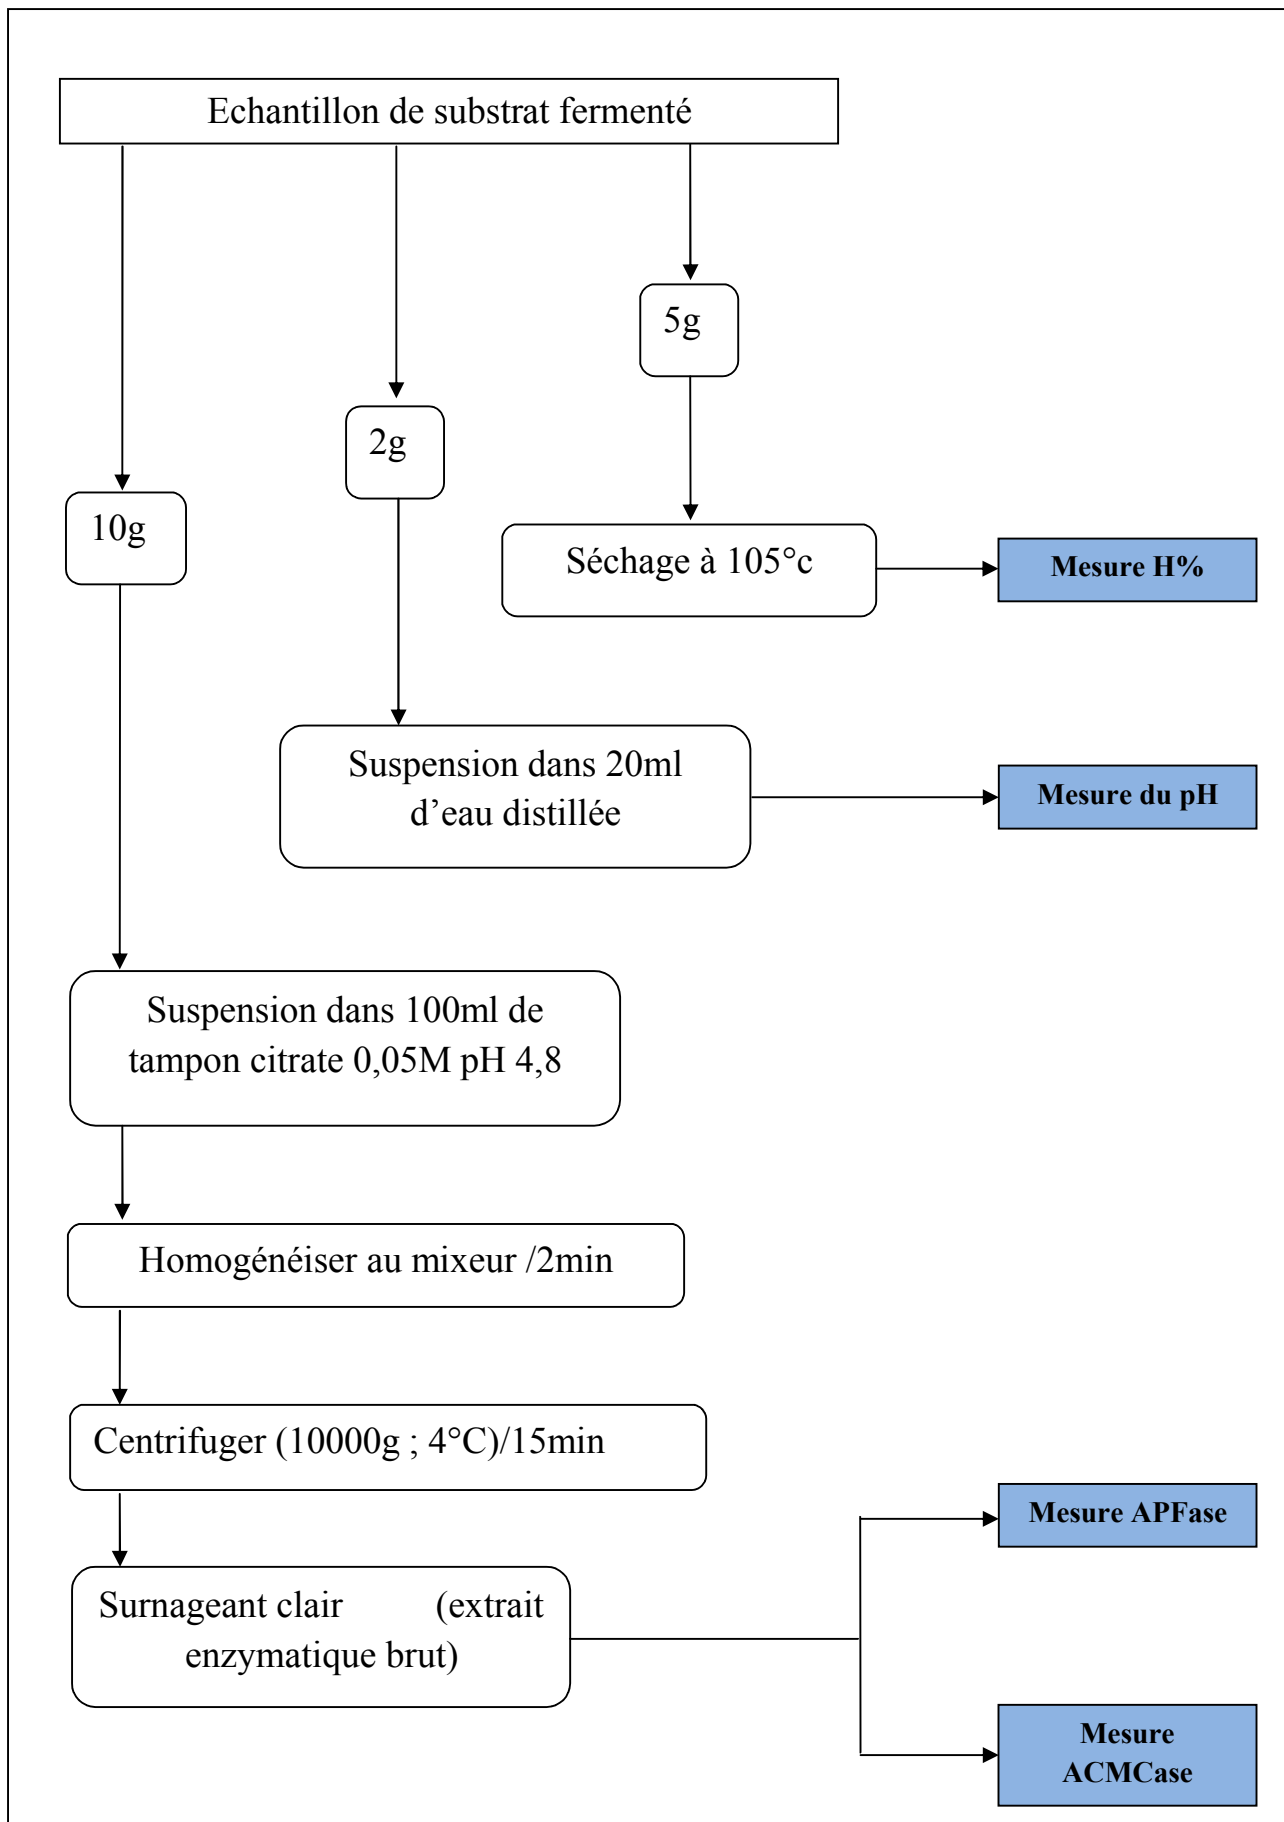 Echantillon de substrat fermenté
5g
2g
10g
Séchage à 105°c
Mesure H%
Suspension dans 20ml
d’eau distillée
Mesure du pH
Suspension dans 100ml de
tampon citrate 0,05M pH 4,8
Homogénéiser au mixeur /2min
Centrifuger (10000g ; 4°C)/15min
Mesure APFase
Surnageant clair (extrait
enzymatique brut)
Mesure
ACMCase